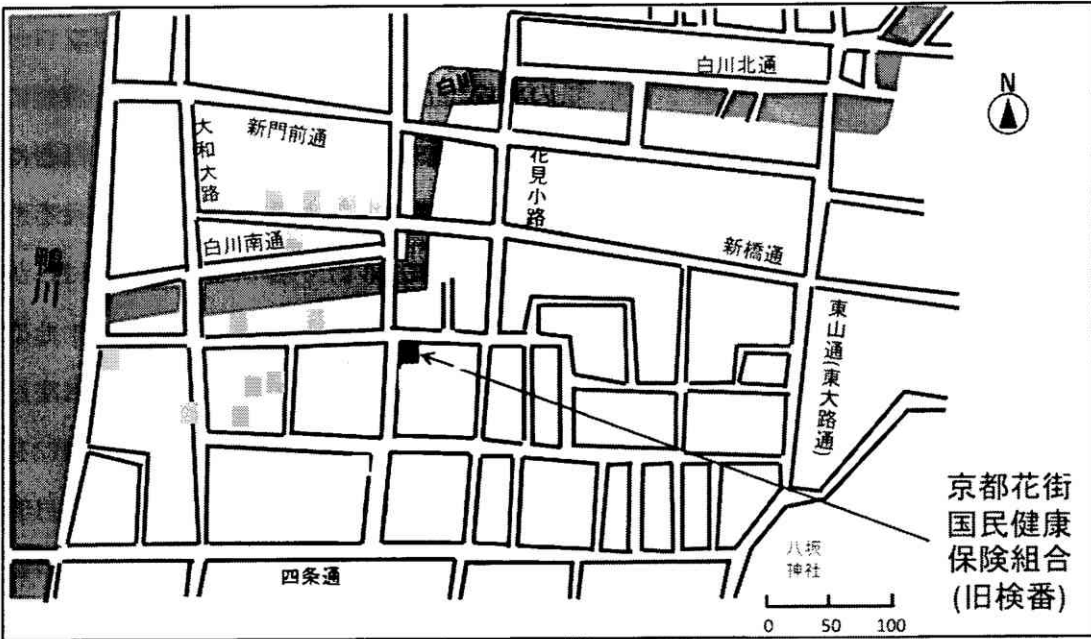 白川北通
白川
N
新門前通
大和大路
花見小路
白川南通
新橋通
鴨川
東山通(東大路通)
京都花街
国民健康
保険組合
(旧検番)
八坂
神社
四条通
0 50 100